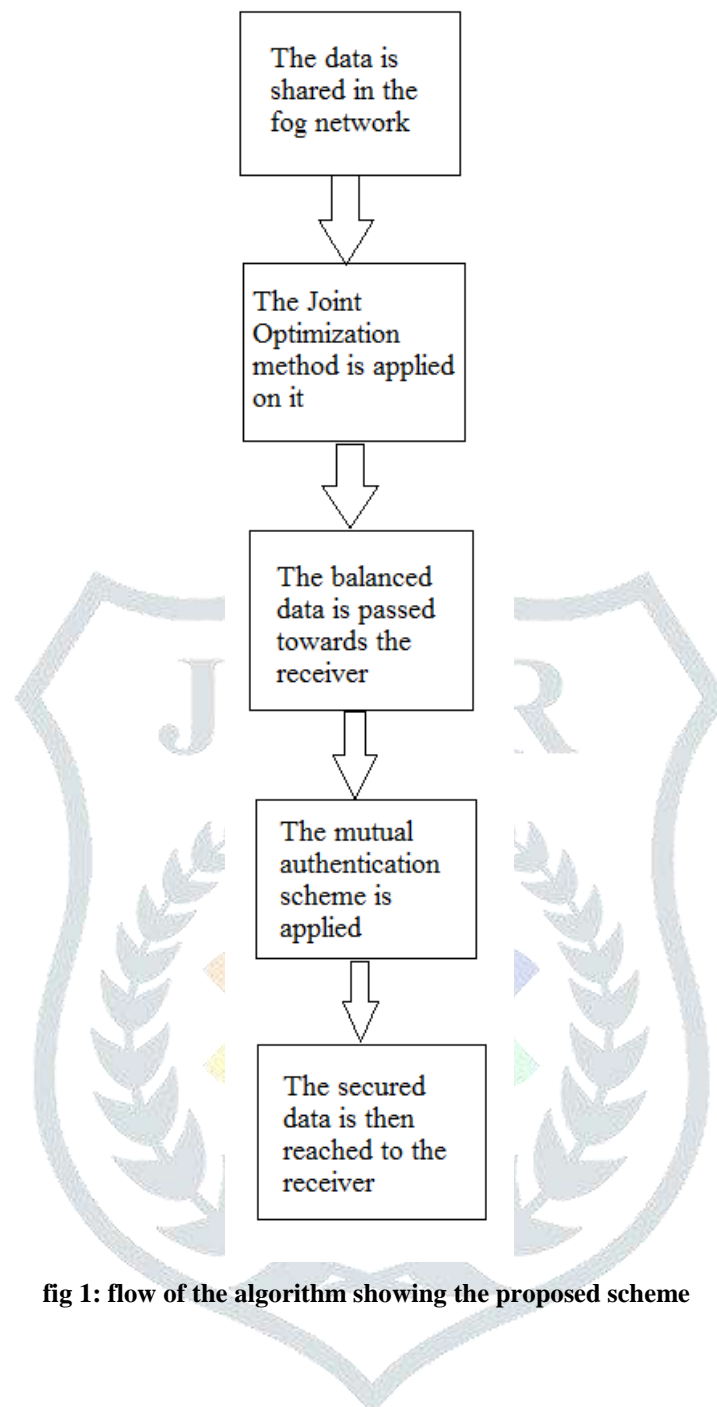 The data is
shared in the
fog network
The Joint
Optimization
method is applied
on it
The balanced
data is passed
towards the
receiver
J R
The mutual
authentication
scheme is
applied
The secured
data is then
reached to the
receiver
fig 1: flow of the algorithm showing the proposed scheme